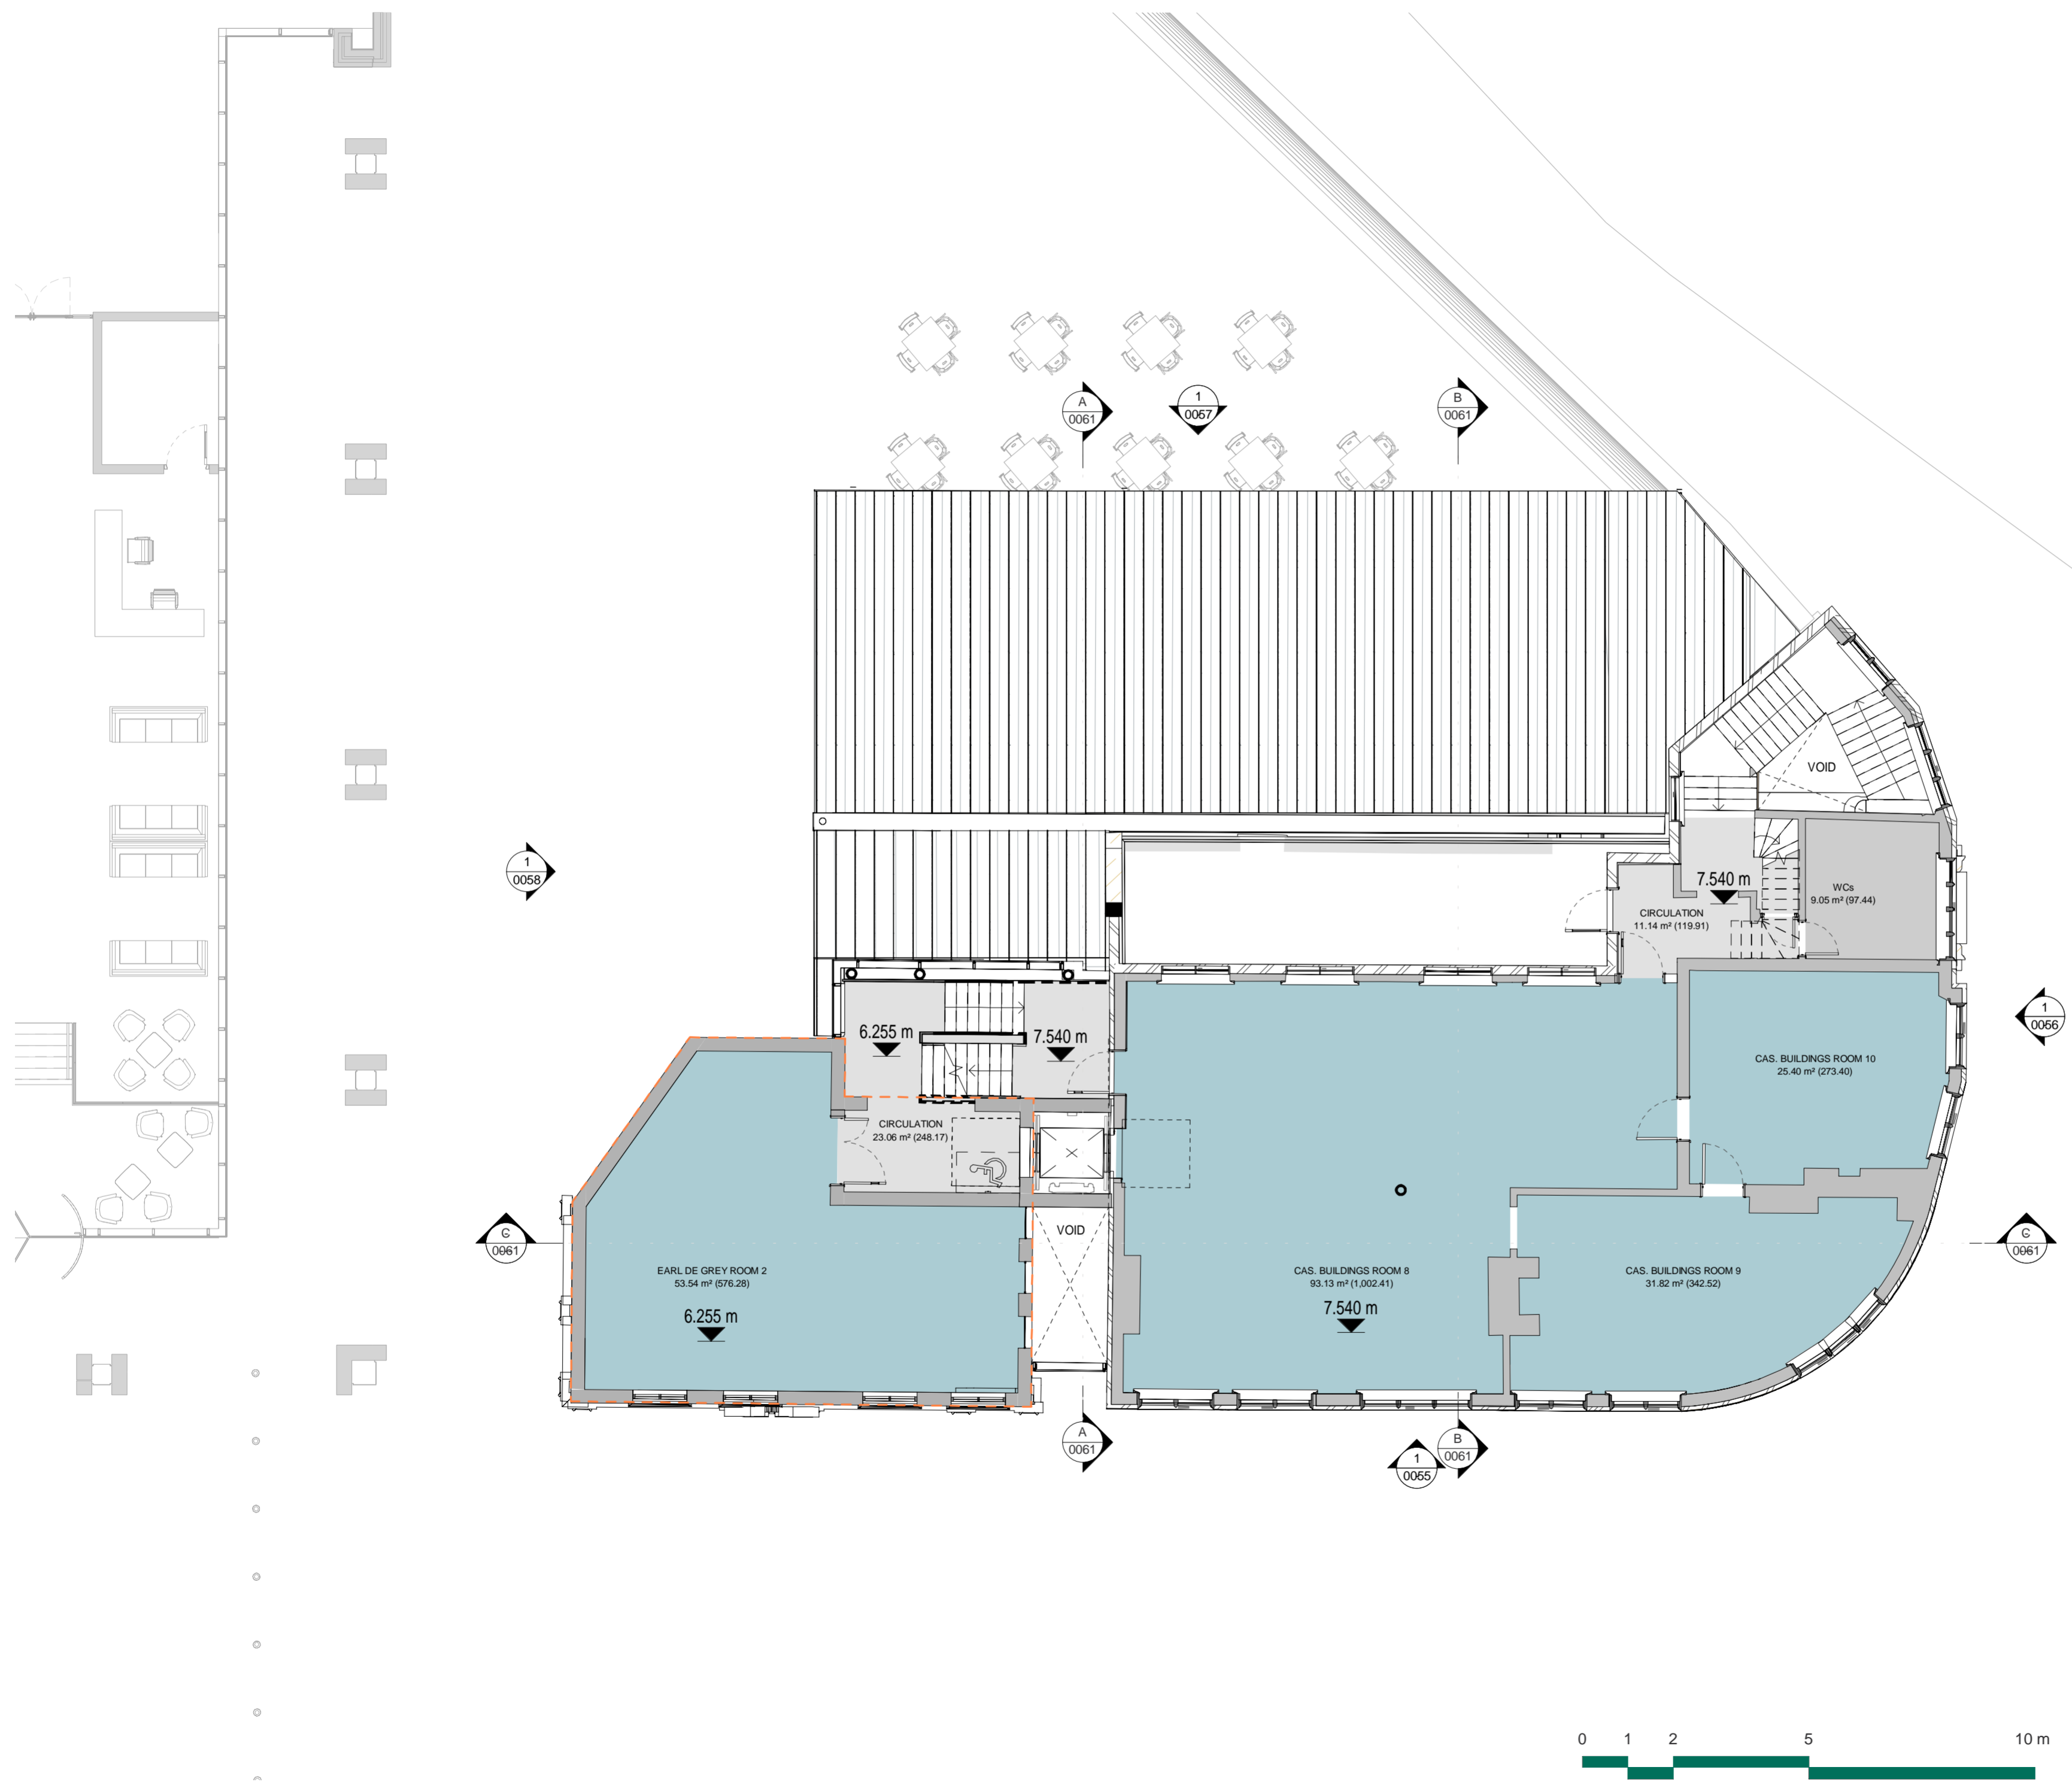 A
0061
1
0057
B
0061
VOID
1
0058
7.540 m
WCs
9.05 m² (97.44)
CIRCULATION
11.14 m² (119.91)
6.255 m
7.540 m
1
0056
CAS. BUILDINGS ROOM 10
25.40 m² (273.40)
CIRCULATION
23.06 m² (248.17)
VOID
C
0061
C
0061
EARL DE GREY ROOM 2
53.54 m² (576.28)
6.255 m
CAS. BUILDINGS ROOM 8
93.13 m² (1,002.41)
7.540 m
CAS. BUILDINGS ROOM 9
31.82 m² (342.52)
A
0061
B
0061
1
0055
0 1 2 5 10 m